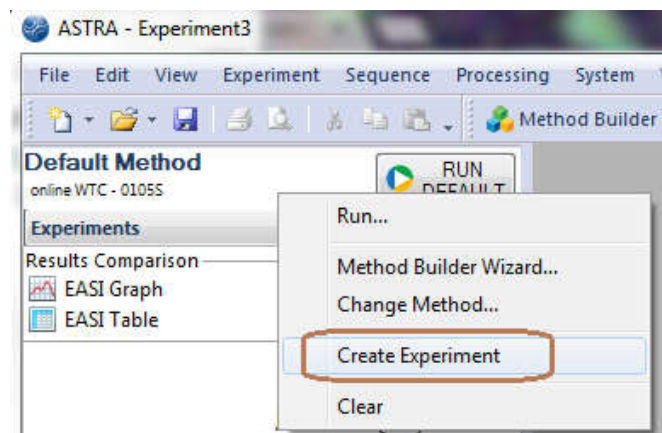 ASTRA - Experiment3
File Edit View Experiment Sequence Processing System
Method Builder
Default Method
online WTC - 0105S
RUN
DEFAULT
Experiments
Results Comparison
EASI Graph
EASI Table
Run...
Method Builder Wizard...
Change Method...
Create Experiment
Clear